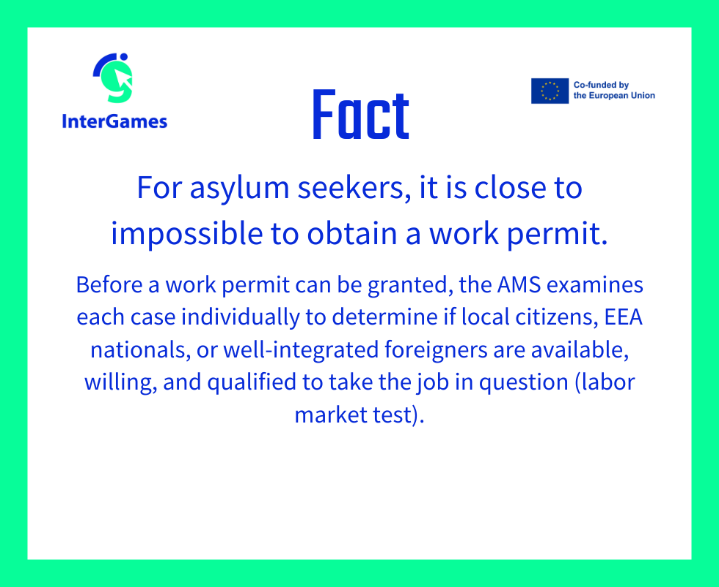 InterGames
Fact
Co-funded by
the European Union
For asylum seekers, it is close to
impossible to obtain a work permit.
Before a work permit can be granted, the AMS examines
each case individually to determine if local citizens, EEA
nationals, or well-integrated foreigners are available,
willing, and qualified to take the job in question (labor
market test).